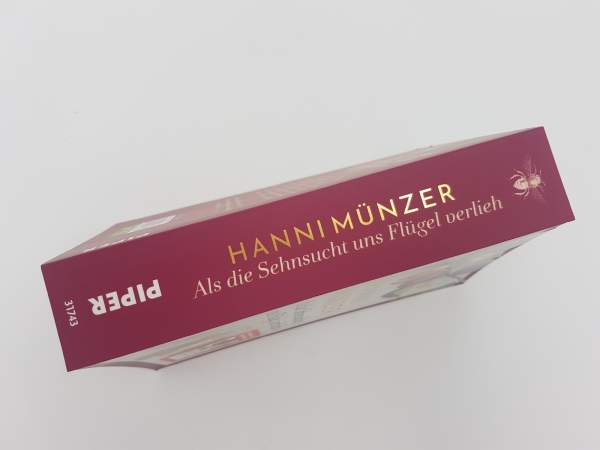 HANNI MÜNZER
Als die Sehnsucht uns Flügel verlieh
PIPER
31743